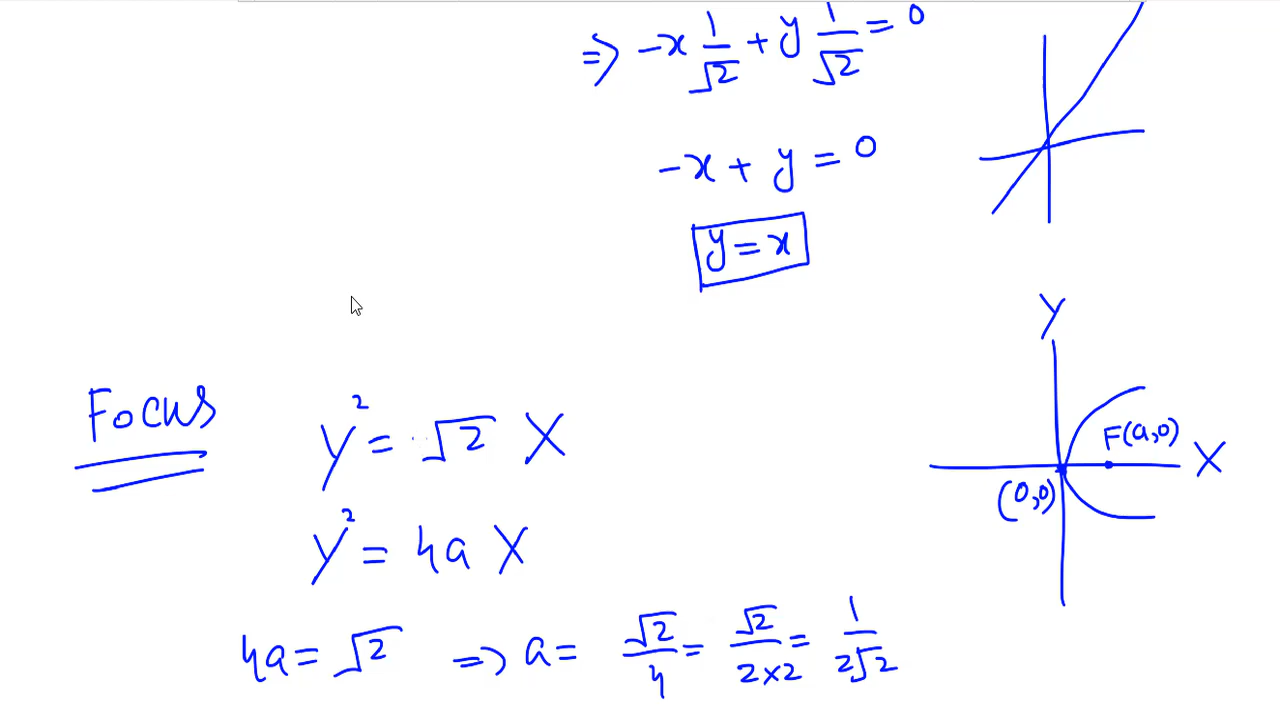 ⇒ -x 1/√2 + y 1/√2 = 0
-x + y = 0
y = x
Y
Focus
Y² = √2 X
F(a,0)
X
(0,0)
Y² = 4a X
4a = √2 ⇒ a = √2/4 = √2/2×2 = 1/2√2